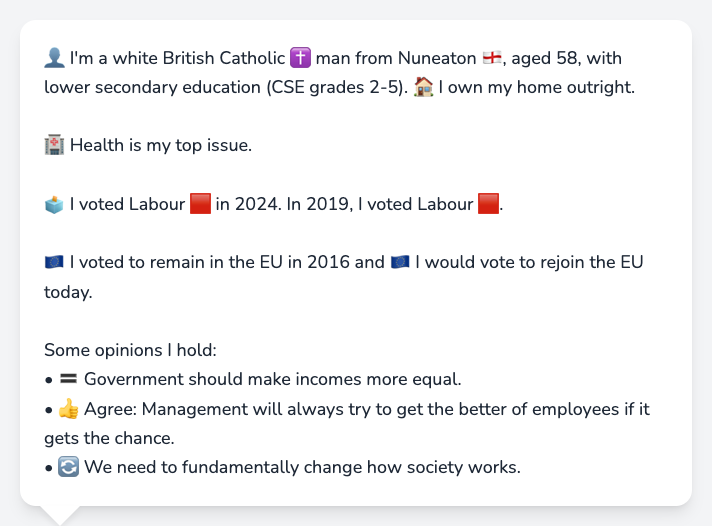 👤 I'm a white British Catholic ✝️ man from Nuneaton 🏴󠁧󠁢󠁥󠁮󠁧󠁿, aged 58, with
lower secondary education (CSE grades 2-5). 🏠 I own my home outright.
🏥 Health is my top issue.
🗳️ I voted Labour 🟥 in 2024. In 2019, I voted Labour 🟥.
🇪🇺 I voted to remain in the EU in 2016 and 🇪🇺 I would vote to rejoin the EU
today.
Some opinions I hold:
• 🟰 Government should make incomes more equal.
• 👍 Agree: Management will always try to get the better of employees if it
gets the chance.
• 🔄 We need to fundamentally change how society works.